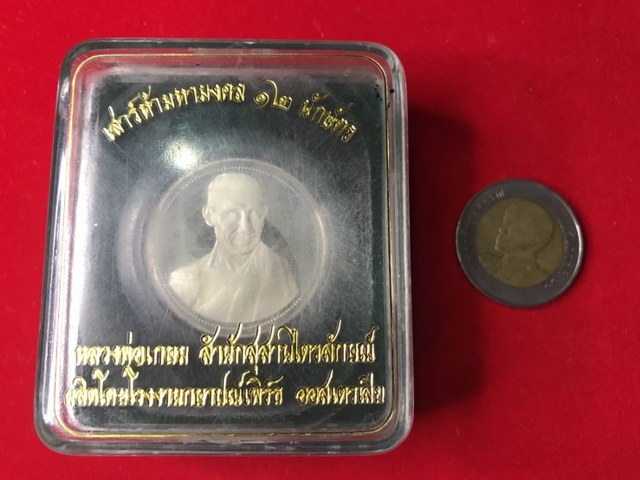 เสาร์ห้ามหามงคล ๑๒ นักษัตร
หลวงพ่อเกษม สำนักสุสานไตรลักษณ์
ผลิตโดยโรงงานกษาปณ์เพิร์ธ ออสเตรเลีย